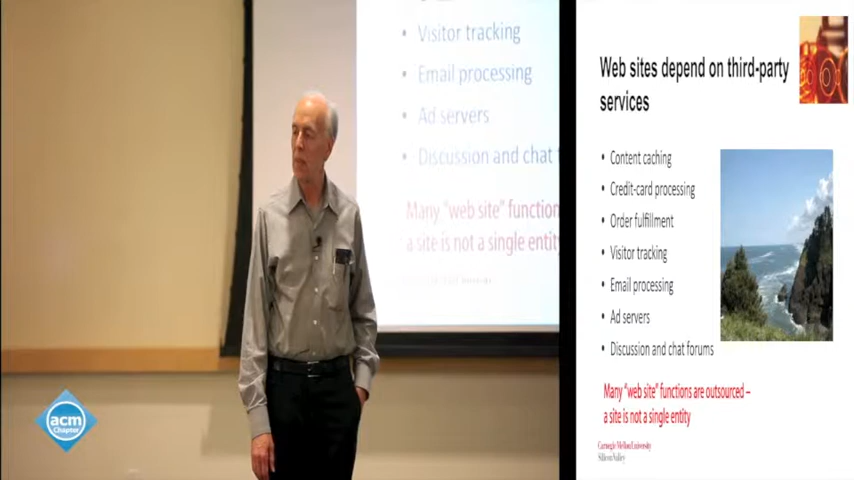 Visitor tracking
Email processing
Ad servers
Discussion and chat
Many "web site" function
a site is not a single entit
acm
Chapter
Web sites depend on third-party
services
Content caching
Credit-card processing
Order fulfillment
Visitor tracking
Email processing
Ad servers
Discussion and chat forums
Many "web site" functions are outsourced –
a site is not a single entity
Carnegie Mellon University
Silicon Valley